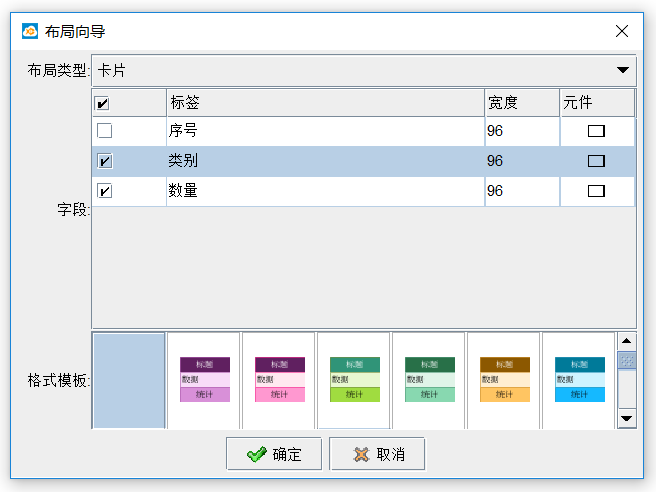 布局向导
布局类型: 卡片
标签 宽度 元件
序号 96
类别 96
数量 96
字段:
标题 标题 标题 标题 标题 标题
数据 数据 数据 数据 数据 数据
格式模板:
统计 统计 统计 统计 统计 统计
确定 取消